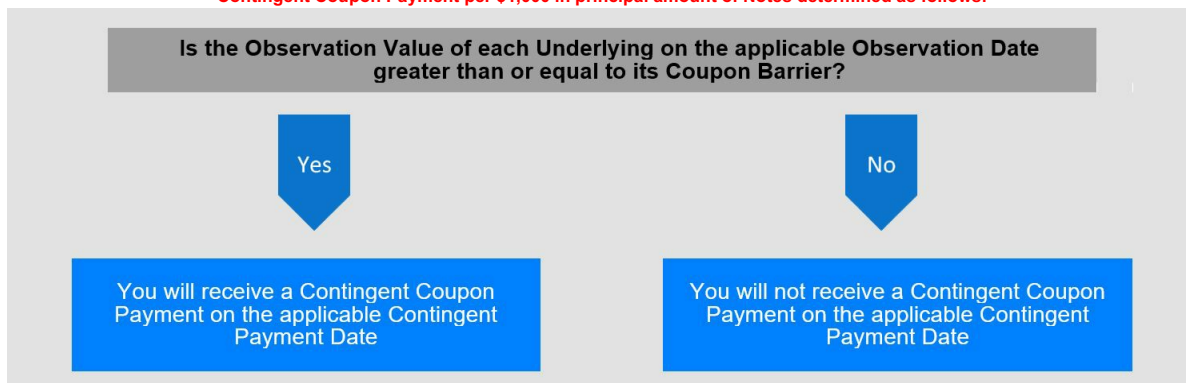 Contingent Coupon Payment per $1,000 in principal amount of Notes determined as follows:
Is the Observation Value of each Underlying on the applicable Observation Date
greater than or equal to its Coupon Barrier?
Yes
No
You will receive a Contingent Coupon
Payment on the applicable Contingent
Payment Date
You will not receive a Contingent Coupon
Payment on the applicable Contingent
Payment Date